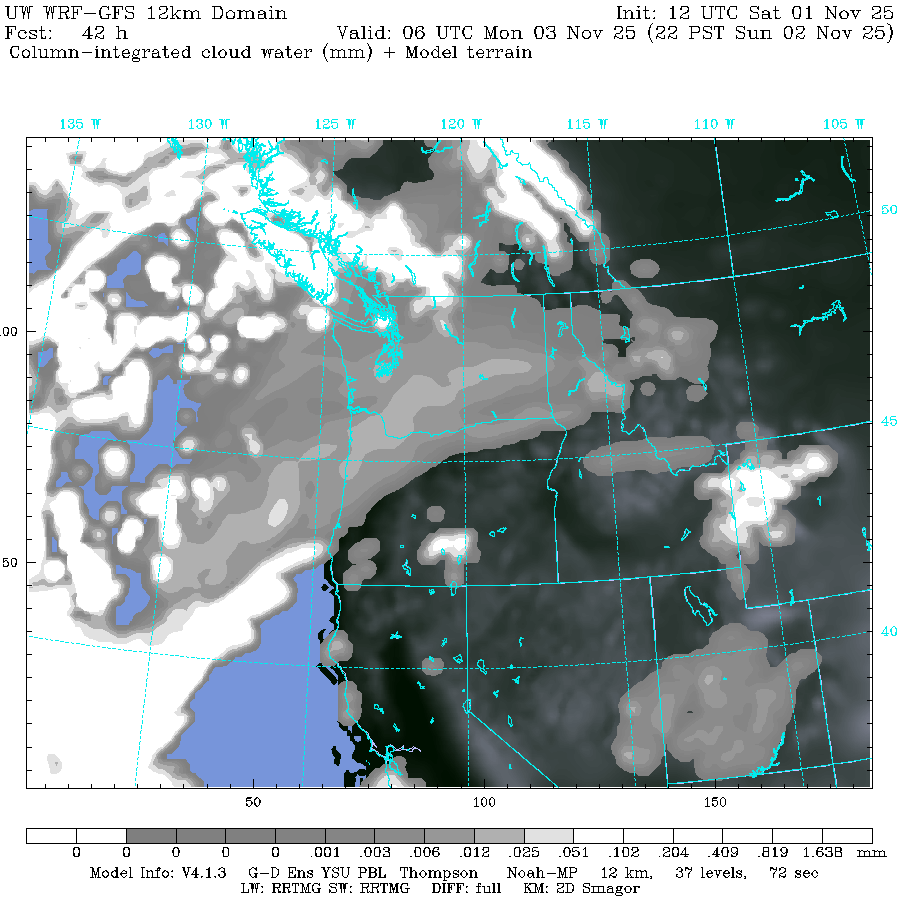 UW WRF-GFS 12km Domain Init: 12 UTC Sat 01 Nov 25
Fcst: 42 h Valid: 06 UTC Mon 03 Nov 25 (22 PST Sun 02 Nov 25)
Column-integrated cloud water (mm) + Model terrain
135 W 130 W 125 W 120 W 115 W 110 W 105 W
50
00
45
50
40
50 100 150
0 0 0 0 0 .001 .003 .006 .012 .025 .051 .102 .204 .409 .819 1.638 mm
Model Info: V4.1.3 G-D Ens YSU PBL Thompson Noah-MP 12 km, 37 levels, 72 sec
LW: RRTMG SW: RRTMG DIFF: full KM: 2D Smagor